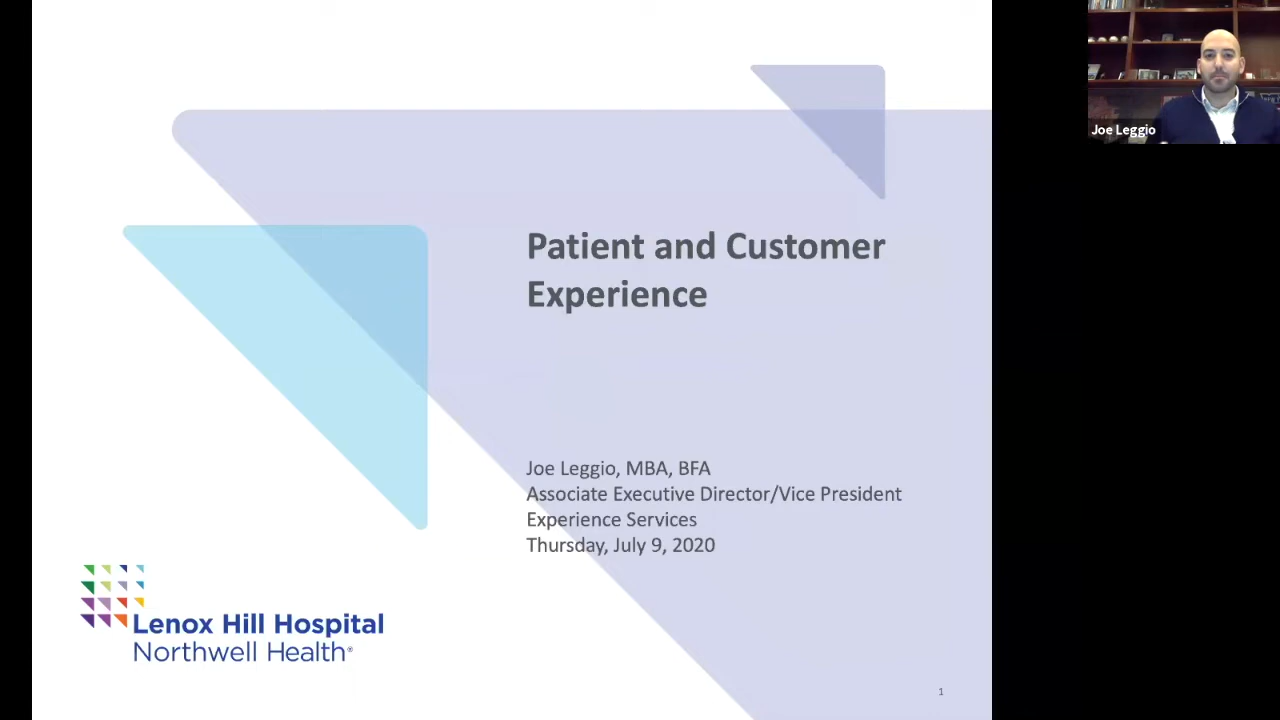 Joe Leggio
Patient and Customer
Experience
Joe Leggio, MBA, BFA
Associate Executive Director/Vice President
Experience Services
Thursday, July 9, 2020
Lenox Hill Hospital
Northwell Health®
1